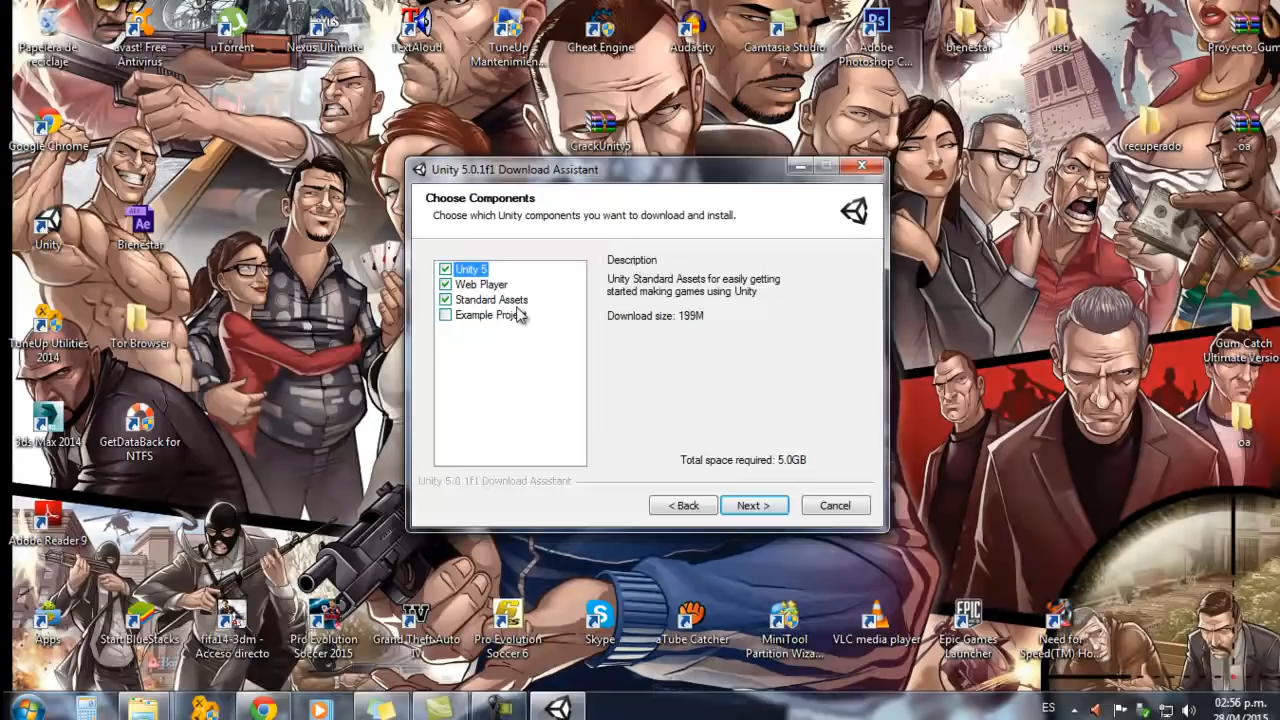 Papelera de
reciclaje
avast! Free
Antivirus
µTorrent
Nexus Ultimate
TextAloud
TuneUp
Mantenimien...
Cheat Engine
Audacity
Camtasia Studio
Ps
Adobe
Photoshop C...
bienestar
usb
Proyecto_Gum
Google Chrome
CrackUnity5
recuperado
oa
Unity
Ae
Bienestar
TuneUp Utilities
2014
Tor Browser
Gum Catch
Ultimate Versio
3ds Max 2014
GetDataBack for
NTFS
oa
Adobe Reader 9
Unity 5.0.1f1 Download Assistant
Choose Components
Choose which Unity components you want to download and install.
Unity 5
Web Player
Standard Assets
Example Proje
Description
Unity Standard Assets for easily getting
started making games using Unity
Download size: 199M
Total space required: 5.0GB
Unity 5.0.1f1 Download Assistant
< Back
Next >
Cancel
Apps
Start BlueStacks
fifa14-3dm -
Acceso directo
Pro Evolution
Soccer 2015
IV
Grand Theft Auto
IV
Pro Evolution
Soccer 6
Skype
aTube Catcher
MiniTool
Partition Wiza...
VLC media player
EPIC
Epic Games
Launcher
Need for
Speed(TM) Ho...
ES
02:56 p.m.
28/04/2015